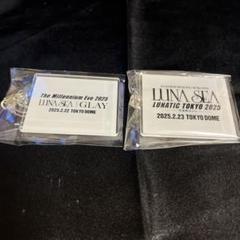 The Millennium Eve 2025
LUNA SEA | GLAY
2025.2.22 TOKYO DOME
LUNA SEA
LUNATIC TOKYO 2025
2025.2.23 TOKYO DOME